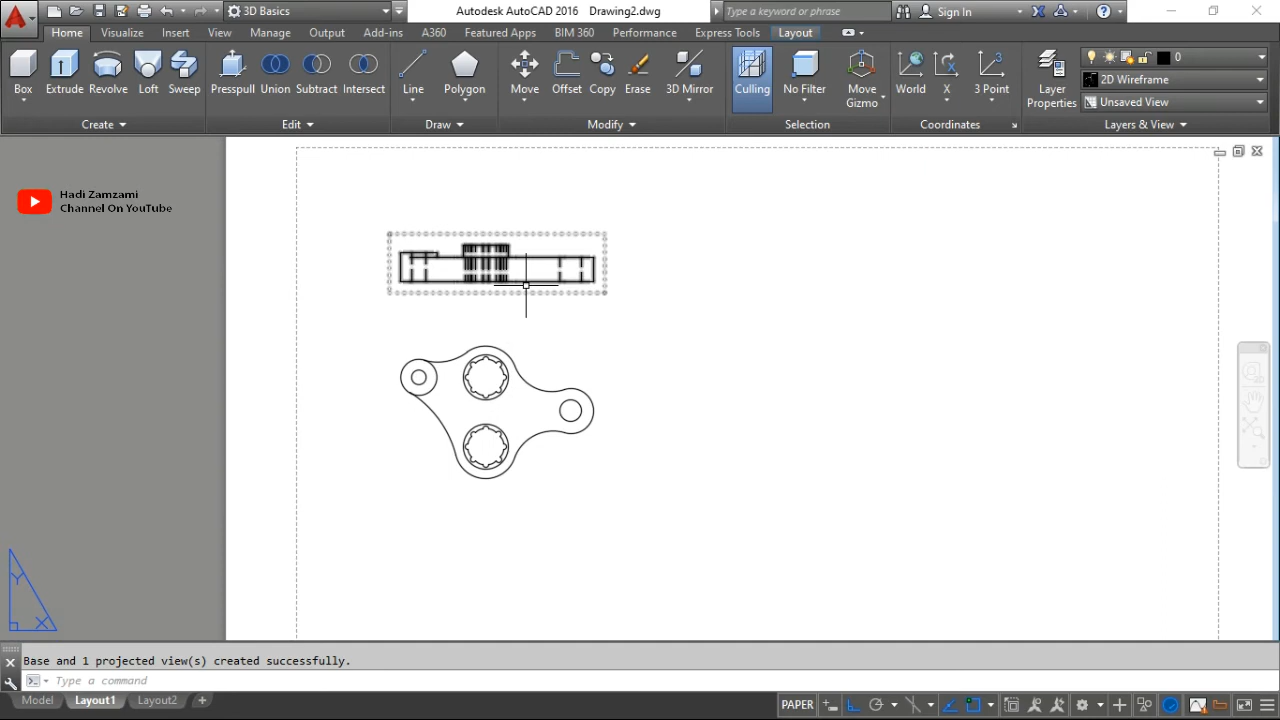 Autodesk AutoCAD 2016 Drawing2.dwg
3D Basics
Type a keyword or phrase
Sign In
Home Visualize Insert View Manage Output Add-ins A360 Featured Apps BIM 360 Performance Express Tools Layout
Box Extrude Revolve Loft Sweep
Presspull Union Subtract Intersect
Line Polygon
Move Offset Copy Erase 3D Mirror
Culling No Filter Move Gizmo
World X 3 Point
Layer Properties
0
2D Wireframe
Unsaved View
Create Edit Draw Modify Selection Coordinates Layers & View
Hadi Zamzami
Channel On YouTube
Y
X
Base and 1 projected view(s) created successfully.
Type a command
Model Layout1 Layout2
PAPER